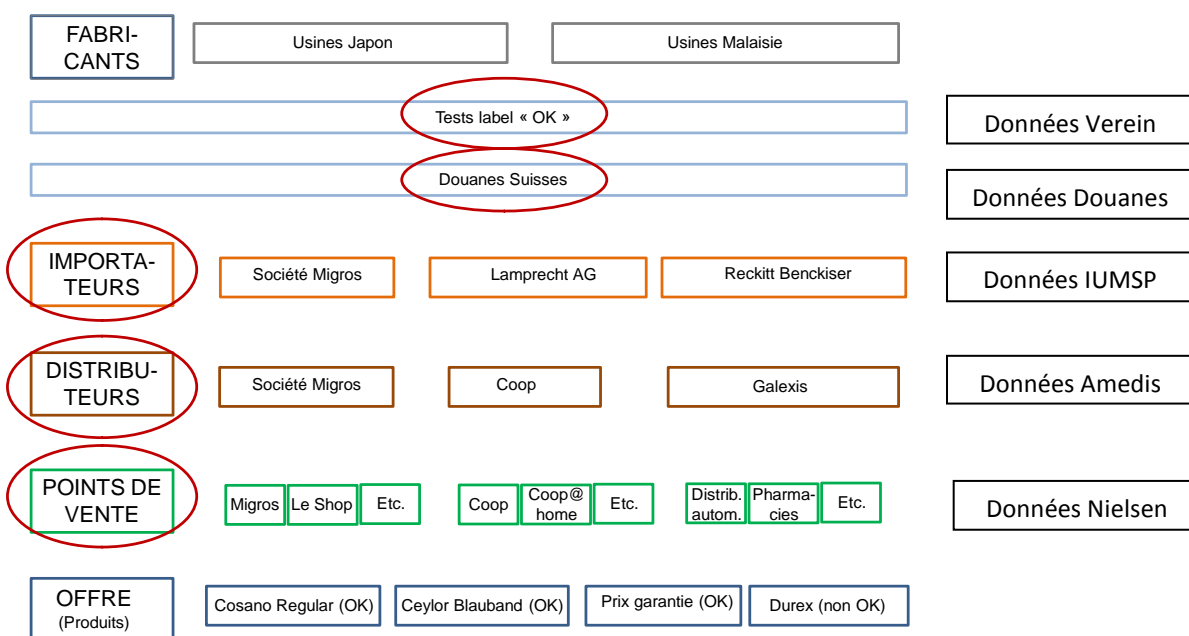 FABRI-
CANTS
Usines Japon
Usines Malaisie
Tests label « OK »
Données Verein
Douanes Suisses
Données Douanes
IMPORTA-
TEURS
Société Migros
Lamprecht AG
Reckitt Benckiser
Données IUMSP
DISTRIBU-
TEURS
Société Migros
Coop
Galexis
Données Amedis
POINTS DE
VENTE
Migros
Le Shop
Etc.
Coop
Coop@
home
Etc.
Distrib.
autom.
Pharma-
cies
Etc.
Données Nielsen
OFFRE
(Produits)
Cosano Regular (OK)
Ceylor Blauband (OK)
Prix garantie (OK)
Durex (non OK)